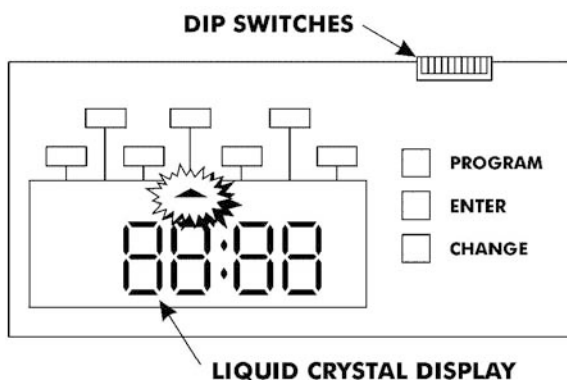 DIP SWITCHES
PROGRAM
ENTER
CHANGE
88:88
LIQUID CRYSTAL DISPLAY